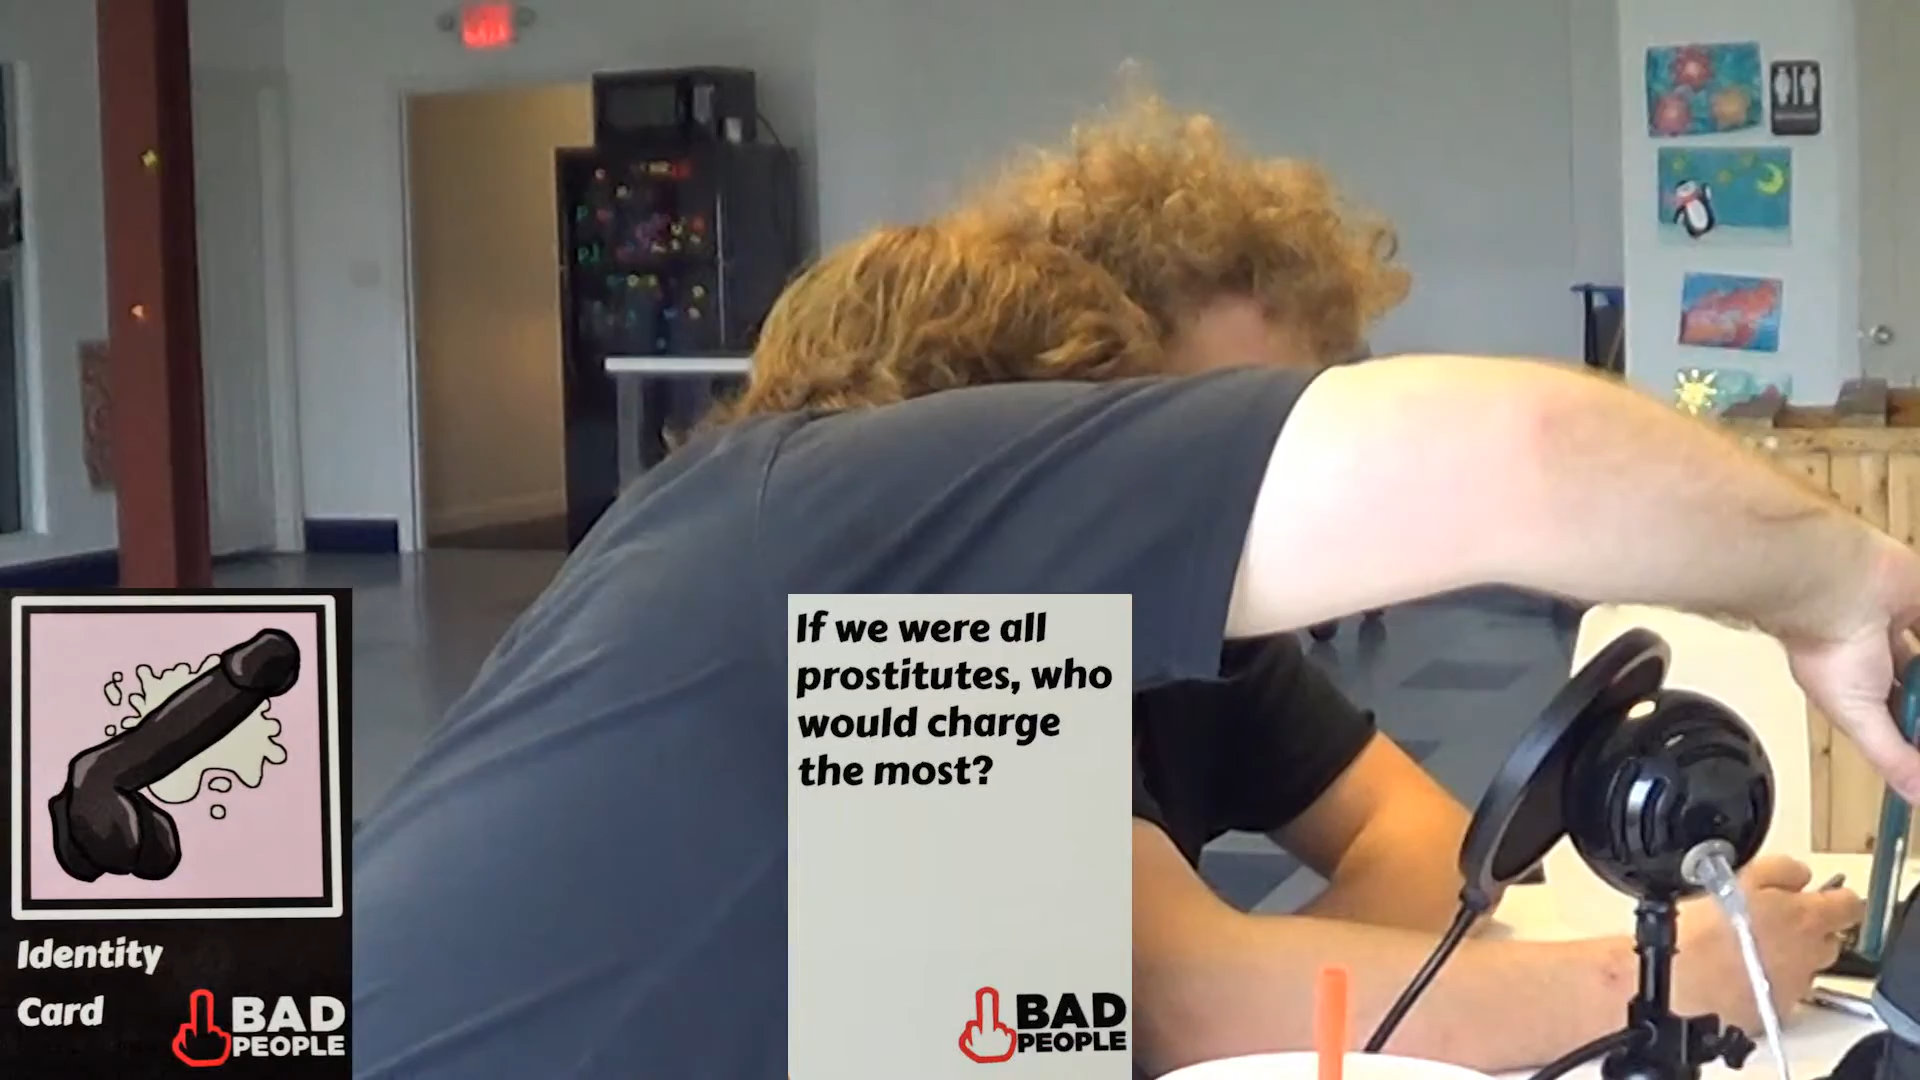 If we were all
prostitutes, who
would charge
the most?
Identity
Card
BAD
PEOPLE
BAD
PEOPLE